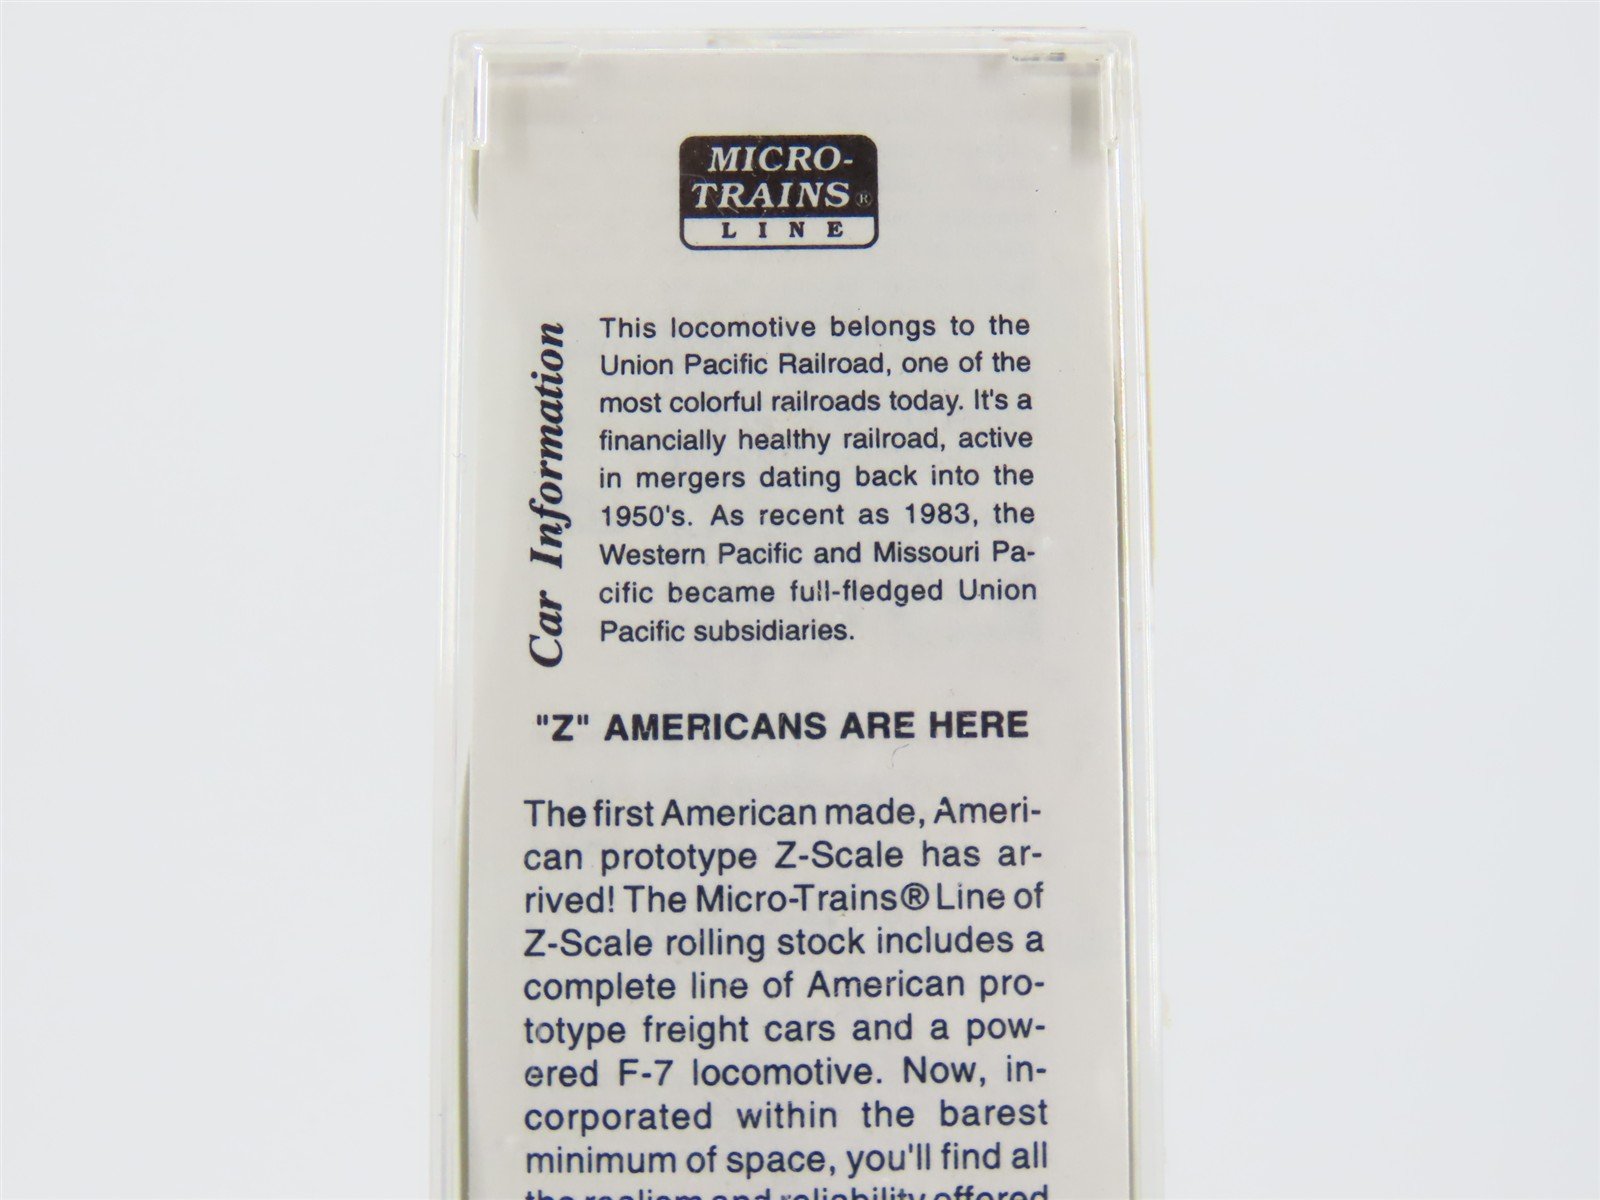 MICRO-
TRAINS®
LINE
Car Information
This locomotive belongs to the
Union Pacific Railroad, one of the
most colorful railroads today. It's a
financially healthy railroad, active
in mergers dating back into the
1950's. As recent as 1983, the
Western Pacific and Missouri Pa-
cific became full-fledged Union
Pacific subsidiaries.
"Z" AMERICANS ARE HERE
The first American made, Ameri-
can prototype Z-Scale has ar-
rived! The Micro-Trains® Line of
Z-Scale rolling stock includes a
complete line of American pro-
totype freight cars and a pow-
ered F-7 locomotive. Now, in-
corporated within the barest
minimum of space, you'll find all
the realism and reliability offered